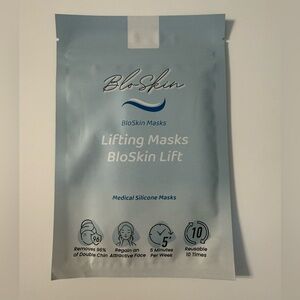 BloSkin
BloSkin Masks
Lifting Masks
BloSkin Lift
Medical Silicone Masks
Removes 96%
of Double Chin
Regain an
Attractive Face
5
5 Minutes
Per Week
10
Reusable
10 Times